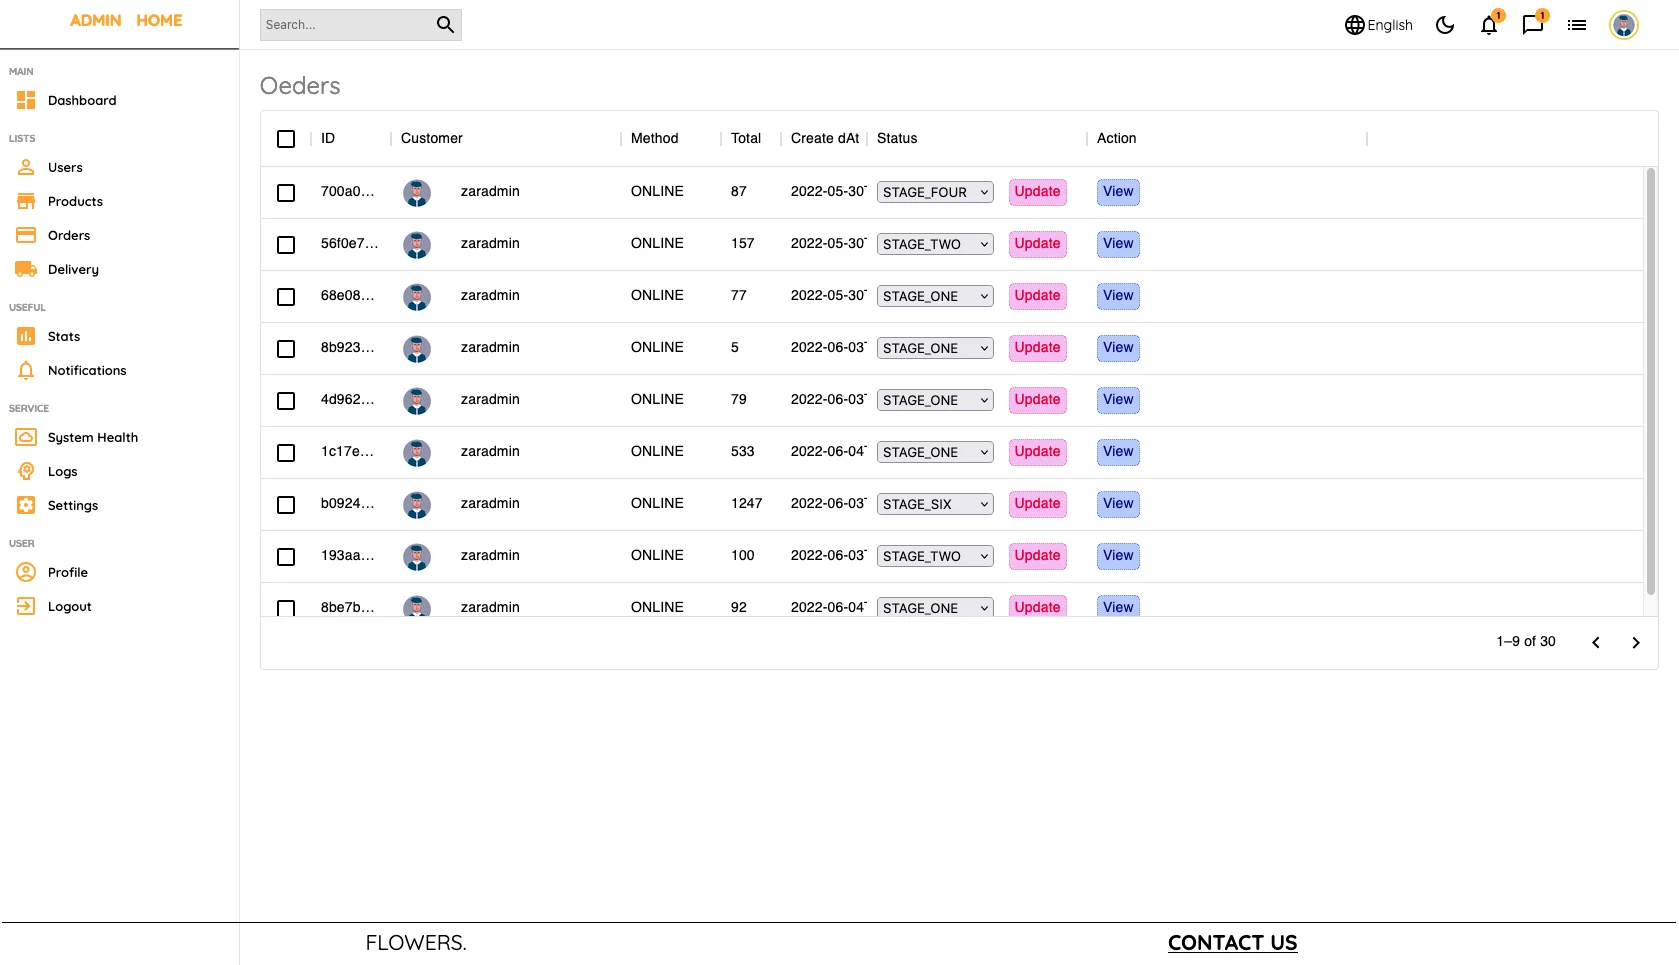 ADMIN HOME
Search...
English
1
1
MAIN
Dashboard
LISTS
Users
Products
Orders
Delivery
USEFUL
Stats
Notifications
SERVICE
System Health
Logs
Settings
USER
Profile
Logout
Oeders
ID Customer Method Total Create dAt Status Action
700a0... zaradmin ONLINE 87 2022-05-30 STAGE_FOUR Update View
56f0e7... zaradmin ONLINE 157 2022-05-30 STAGE_TWO Update View
68e08... zaradmin ONLINE 77 2022-05-30 STAGE_ONE Update View
8b923... zaradmin ONLINE 5 2022-06-03 STAGE_ONE Update View
4d962... zaradmin ONLINE 79 2022-06-03 STAGE_ONE Update View
1c17e... zaradmin ONLINE 533 2022-06-04 STAGE_ONE Update View
b0924... zaradmin ONLINE 1247 2022-06-03 STAGE_SIX Update View
193aa... zaradmin ONLINE 100 2022-06-03 STAGE_TWO Update View
8be7b... zaradmin ONLINE 92 2022-06-04 STAGE_ONE Update View
1–9 of 30
FLOWERS.
CONTACT US